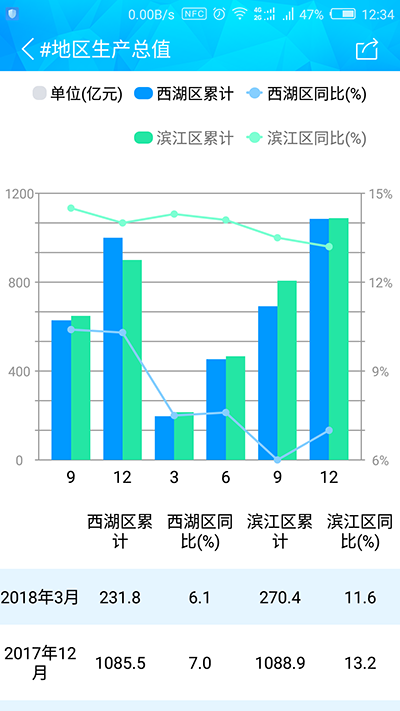 0.00B/s NFC 4G 2G 47% 12:34
#地区生产总值
单位(亿元) 西湖区累计 西湖区同比(%)
滨江区累计 滨江区同比(%)
1200 15%
800 12%
400 9%
0 6%
9 12 3 6 9 12
西湖区累计 西湖区同比(%) 滨江区累计 滨江区同比(%)
2018年3月 231.8 6.1 270.4 11.6
2017年12月 1085.5 7.0 1088.9 13.2